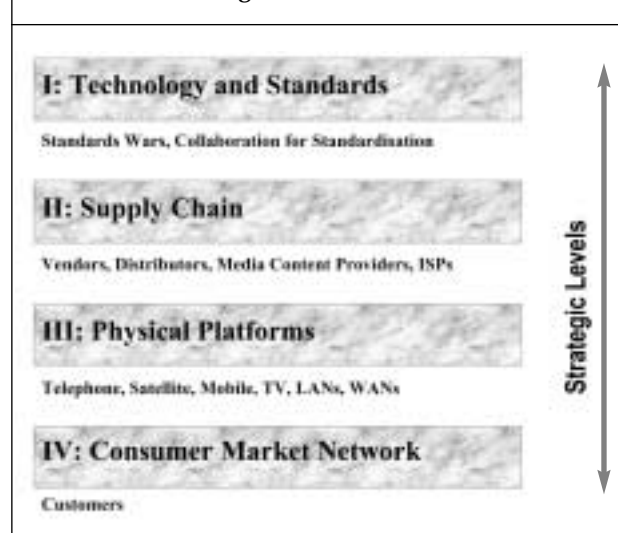 I: Technology and Standards
Standards Wars, Collaboration for Standardisation
II: Supply Chain
Vendors, Distributors, Media Content Providers, ISPs
III: Physical Platforms
Telephone, Satellite, Mobile, TV, LANs, WANs
IV: Consumer Market Network
Customers
Strategic Levels